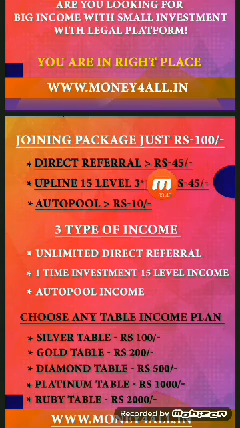 ARE YOU LOOKING FOR
BIG INCOME WITH SMALL INVESTMENT
WITH LEGAL PLATFORM!
YOU ARE IN RIGHT PLACE
WWW.MONEY4ALL.IN
JOINING PACKAGE JUST RS-100/-
* DIRECT REFERRAL > RS-45/-
* UPLINE 15 LEVEL 3* S-45/-
* AUTOPOOL > RS-10/-
3 TYPE OF INCOME
* UNLIMITED DIRECT REFERRAL
* 1 TIME INVESTMENT 15 LEVEL INCOME
* AUTOPOOL INCOME
CHOOSE ANY TABLE INCOME PLAN
* SILVER TABLE - RS 100/-
* GOLD TABLE - RS 200/-
* DIAMOND TABLE - RS 500/-
* PLATINUM TABLE - RS 1000/-
* RUBY TABLE - RS 2000/-
WWW.MONEY4ALL.IN
Recorded by Mobizen